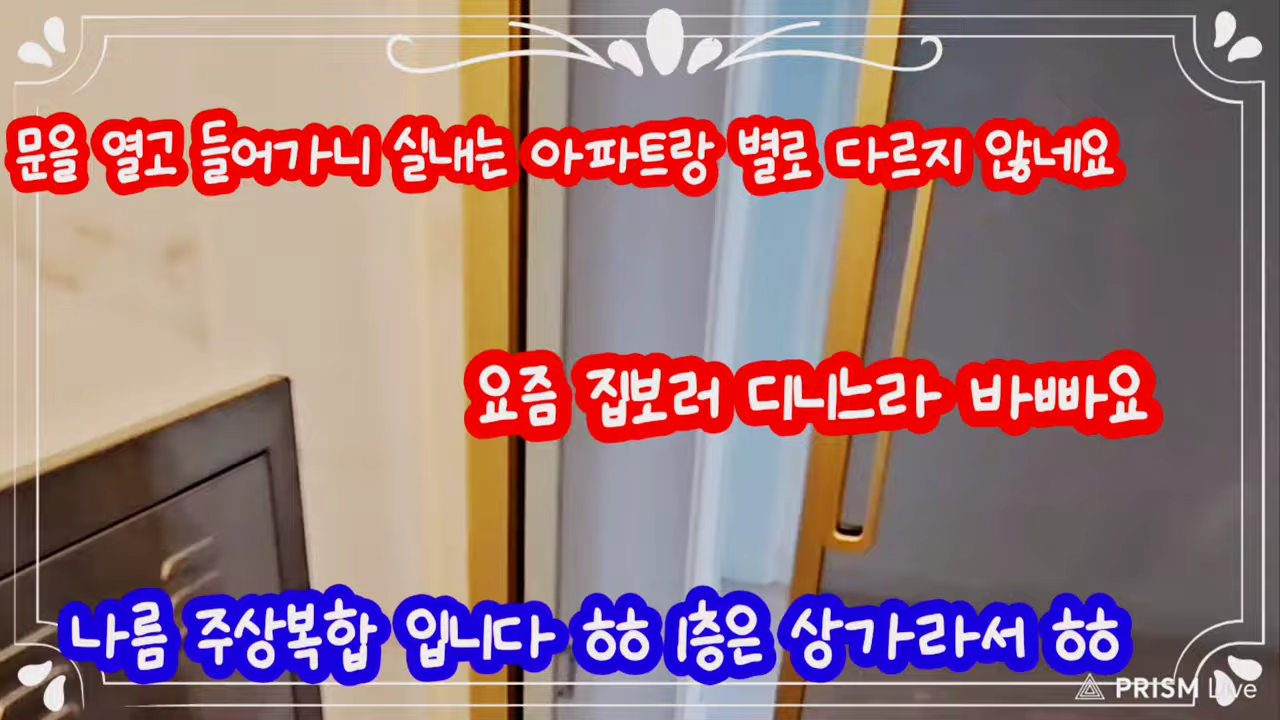 문을 열고 들어가니 실내는 아파트랑 별로 다르지 않네요
요즘 집보러 디니느라 바빠요
나름 주상복합 입니다 ㅎㅎ 1층은 상가라서 ㅎㅎ
PRISM Live